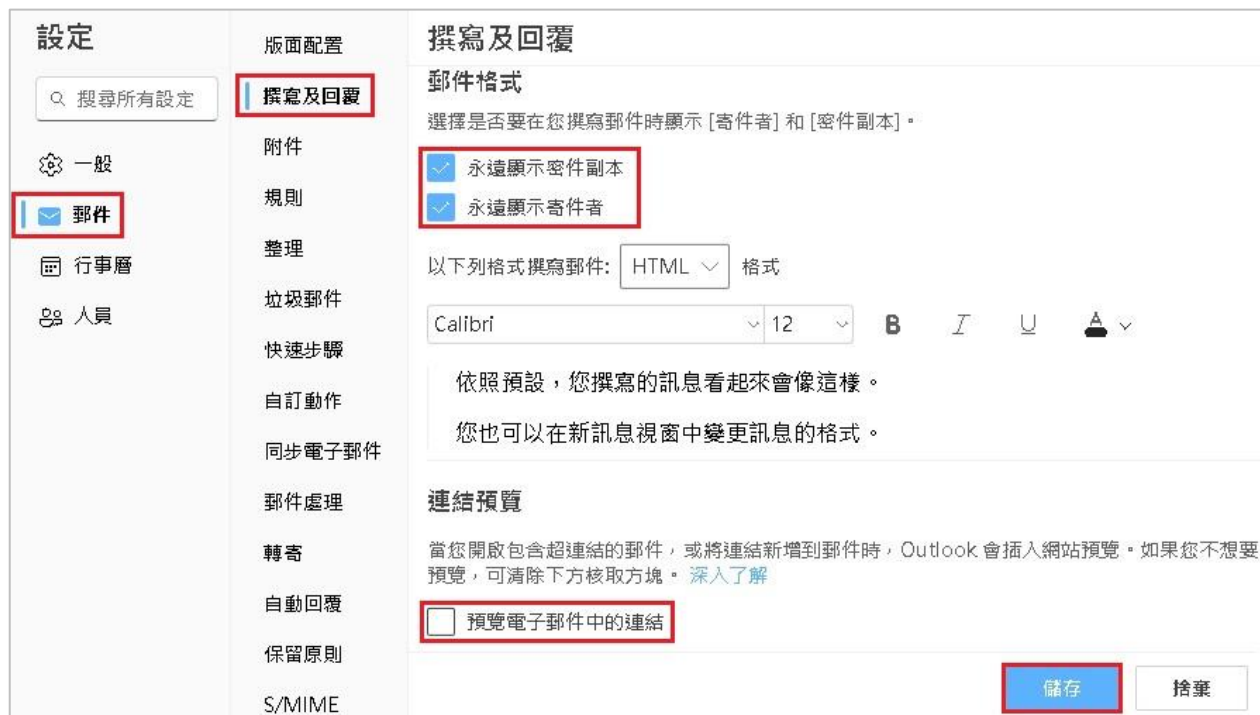 設定
搜尋所有設定
一般
郵件
行事曆
人員
版面配置
撰寫及回覆
附件
規則
整理
垃圾郵件
快速步驟
自訂動作
同步電子郵件
郵件處理
轉寄
自動回覆
保留原則
S/MIME
撰寫及回覆
郵件格式
選擇是否要在您撰寫郵件時顯示 [寄件者] 和 [密件副本]。
永遠顯示密件副本
永遠顯示寄件者
以下列格式撰寫郵件: HTML 格式
Calibri 12 B I U A
依照預設，您撰寫的訊息看起來會像這樣。
您也可以在新訊息視窗中變更訊息的格式。
連結預覽
當您開啟包含超連結的郵件，或將連結新增到郵件時，Outlook 會插入網站預覽。如果您不想要
預覽，可清除下方核取方塊。 深入了解
預覽電子郵件中的連結
儲存 捨棄